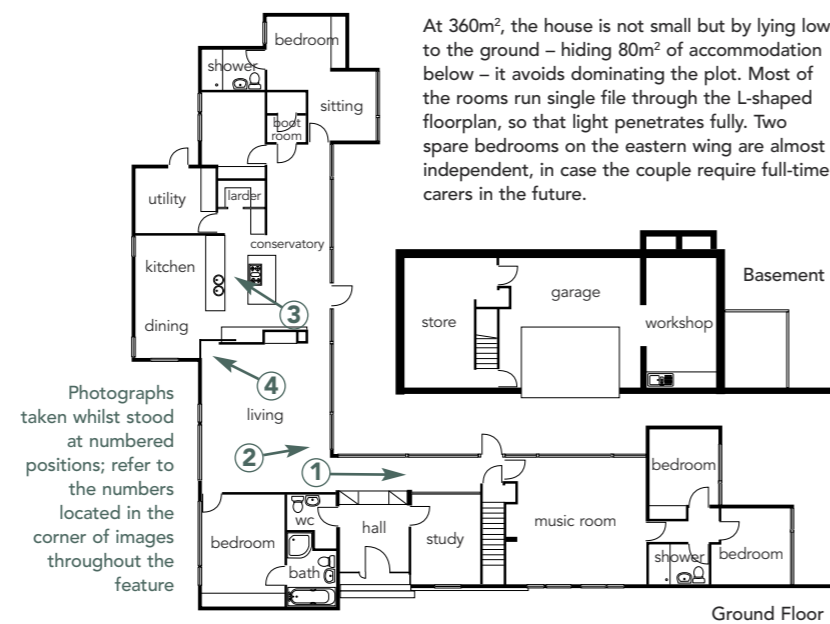 At 360m², the house is not small but by lying low
to the ground – hiding 80m² of accommodation
below – it avoids dominating the plot. Most of
the rooms run single file through the L-shaped
floorplan, so that light penetrates fully. Two
spare bedrooms on the eastern wing are almost
independent, in case the couple require full-time
carers in the future.
bedroom
shower
sitting
boot
room
utility
larder
conservatory
kitchen
dining
3
4
living
2
1
bedroom
wc
bath
hall
study
music room
bedroom
shower
bedroom
Ground Floor
Basement
store
garage
workshop
Photographs
taken whilst stood
at numbered
positions; refer to
the numbers
located in the
corner of images
throughout the
feature